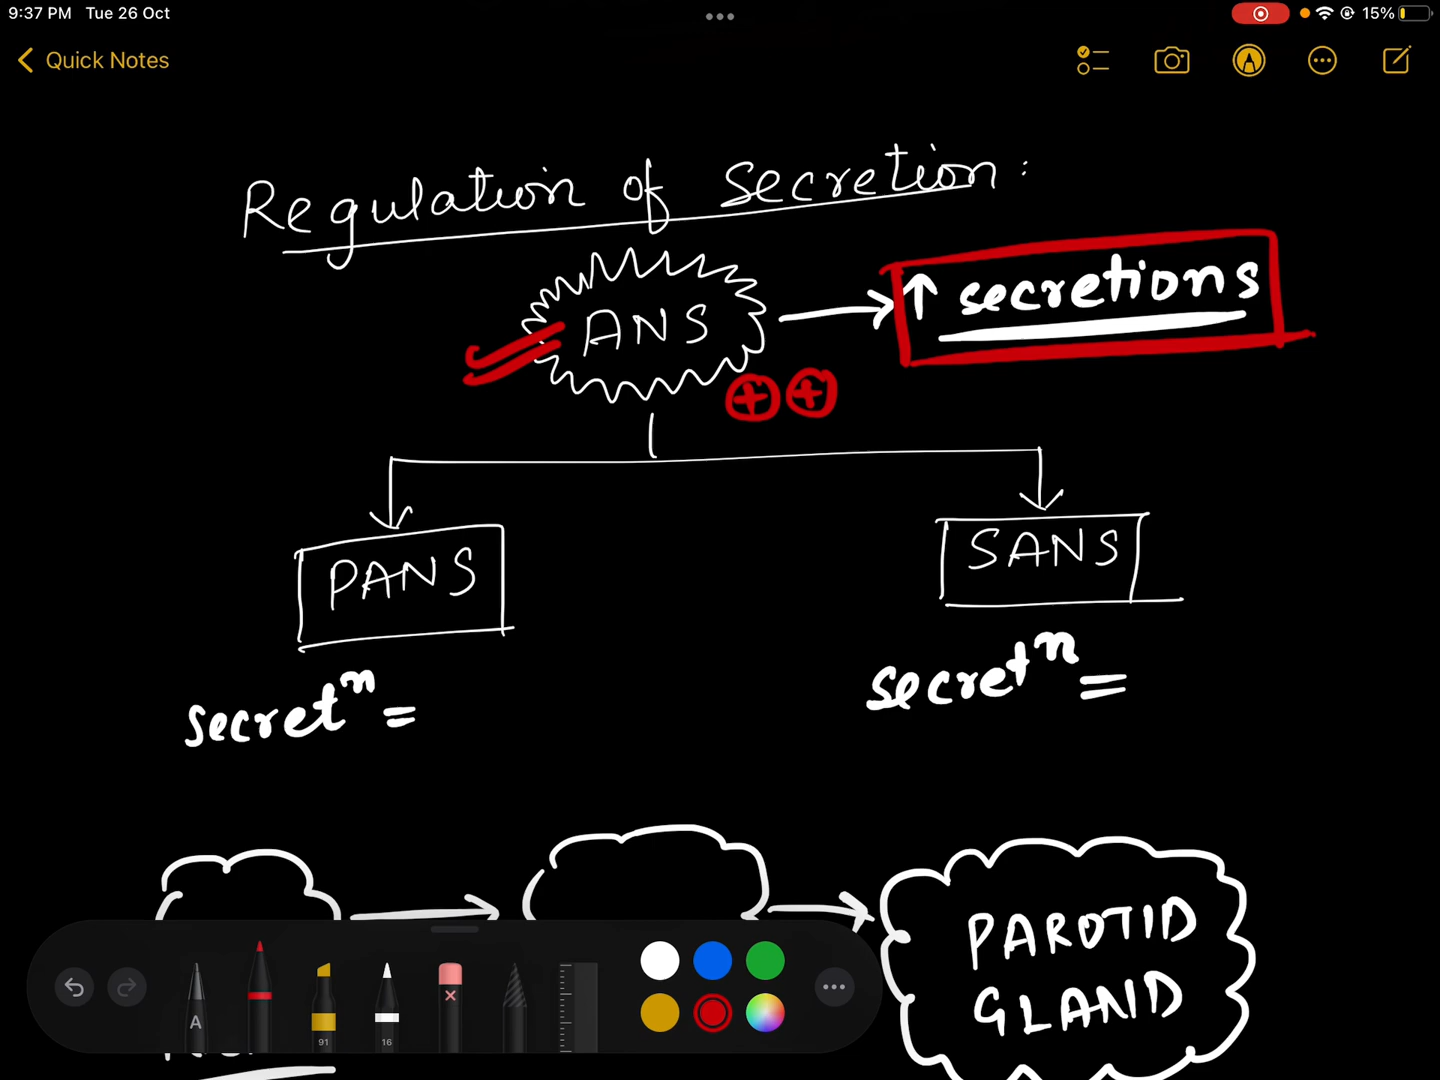 9:37 PM Tue 26 Oct
15%
Quick Notes
Regulation of secretion :
ANS → ↑ secretions
⊕ ⊕
PANS SANS
secretⁿ = secretⁿ =
PAROTID
GLAND
A
91
16